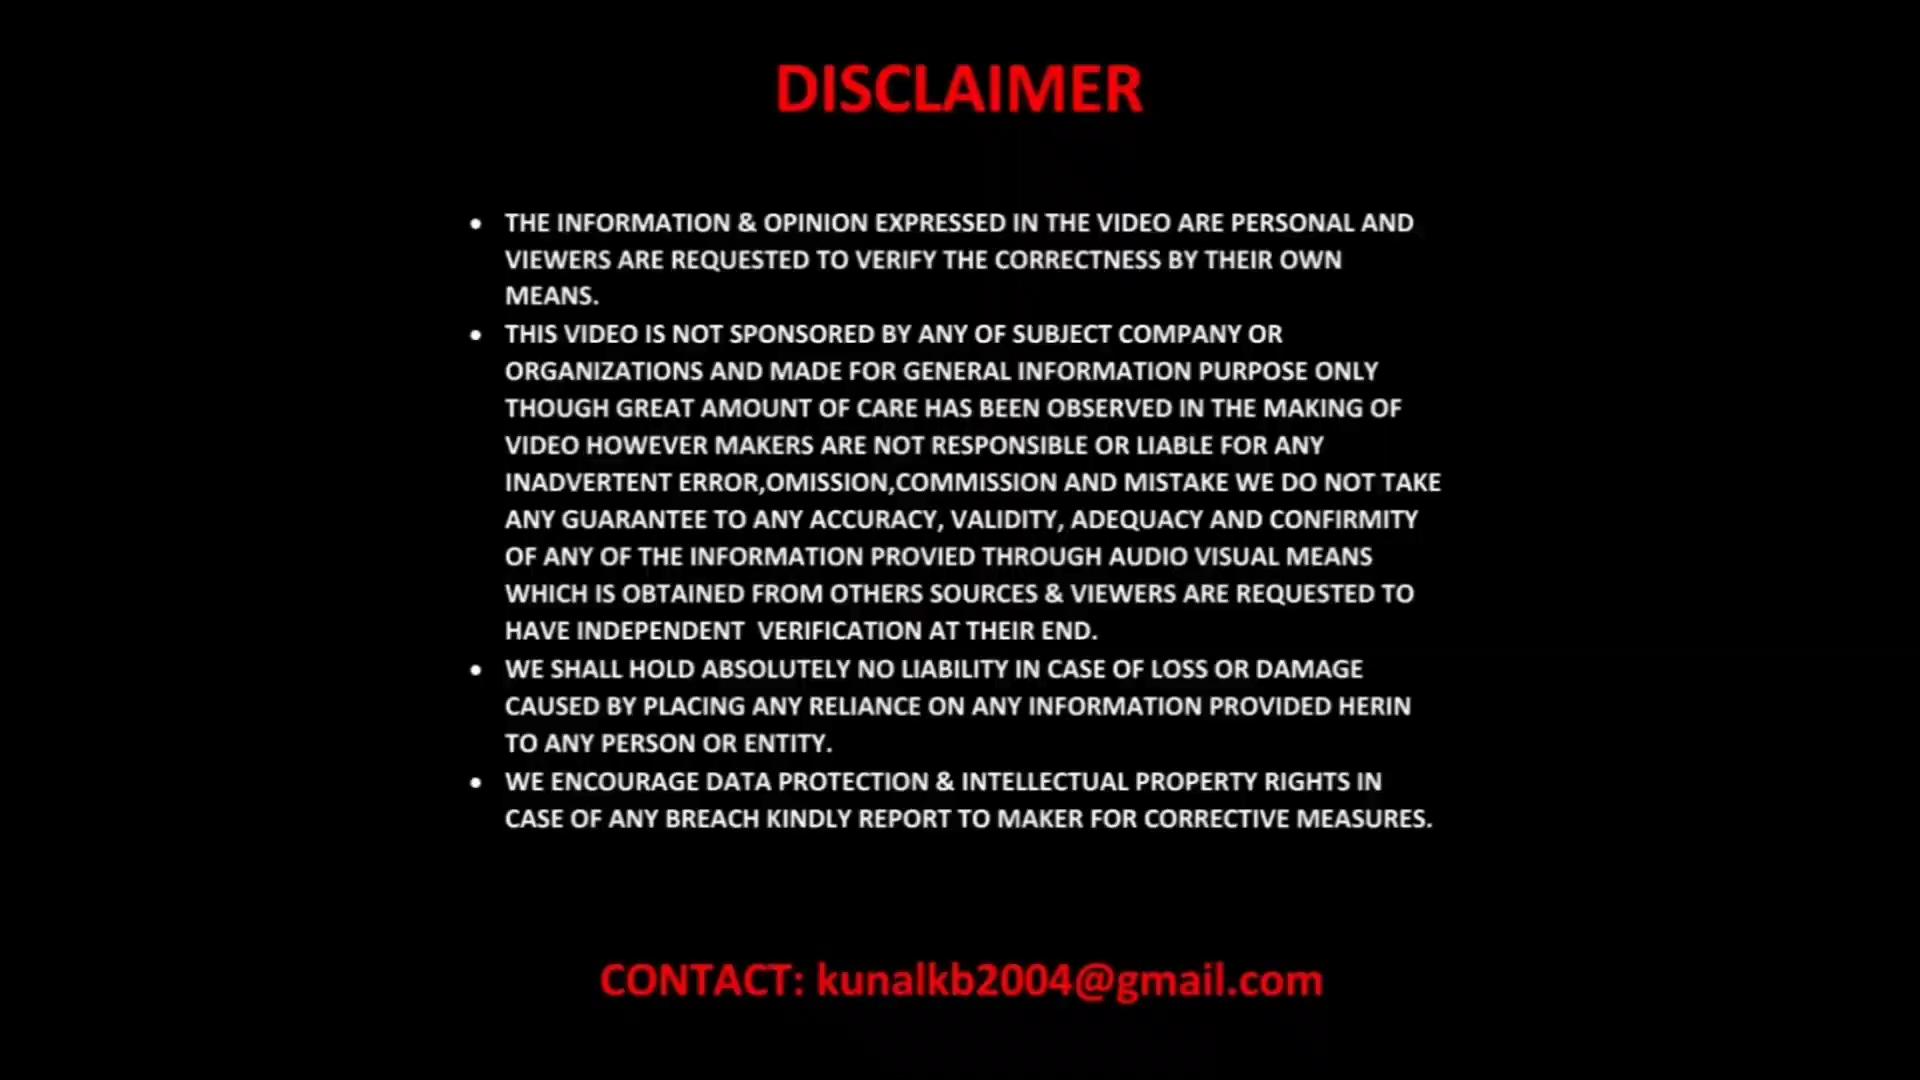 DISCLAIMER
• THE INFORMATION & OPINION EXPRESSED IN THE VIDEO ARE PERSONAL AND
VIEWERS ARE REQUESTED TO VERIFY THE CORRECTNESS BY THEIR OWN
MEANS.
• THIS VIDEO IS NOT SPONSORED BY ANY OF SUBJECT COMPANY OR
ORGANIZATIONS AND MADE FOR GENERAL INFORMATION PURPOSE ONLY
THOUGH GREAT AMOUNT OF CARE HAS BEEN OBSERVED IN THE MAKING OF
VIDEO HOWEVER MAKERS ARE NOT RESPONSIBLE OR LIABLE FOR ANY
INADVERTENT ERROR,OMISSION,COMMISSION AND MISTAKE WE DO NOT TAKE
ANY GUARANTEE TO ANY ACCURACY, VALIDITY, ADEQUACY AND CONFIRMITY
OF ANY OF THE INFORMATION PROVIED THROUGH AUDIO VISUAL MEANS
WHICH IS OBTAINED FROM OTHERS SOURCES & VIEWERS ARE REQUESTED TO
HAVE INDEPENDENT  VERIFICATION AT THEIR END.
• WE SHALL HOLD ABSOLUTELY NO LIABILITY IN CASE OF LOSS OR DAMAGE
CAUSED BY PLACING ANY RELIANCE ON ANY INFORMATION PROVIDED HERIN
TO ANY PERSON OR ENTITY.
• WE ENCOURAGE DATA PROTECTION & INTELLECTUAL PROPERTY RIGHTS IN
CASE OF ANY BREACH KINDLY REPORT TO MAKER FOR CORRECTIVE MEASURES.
CONTACT: kunalkb2004@gmail.com